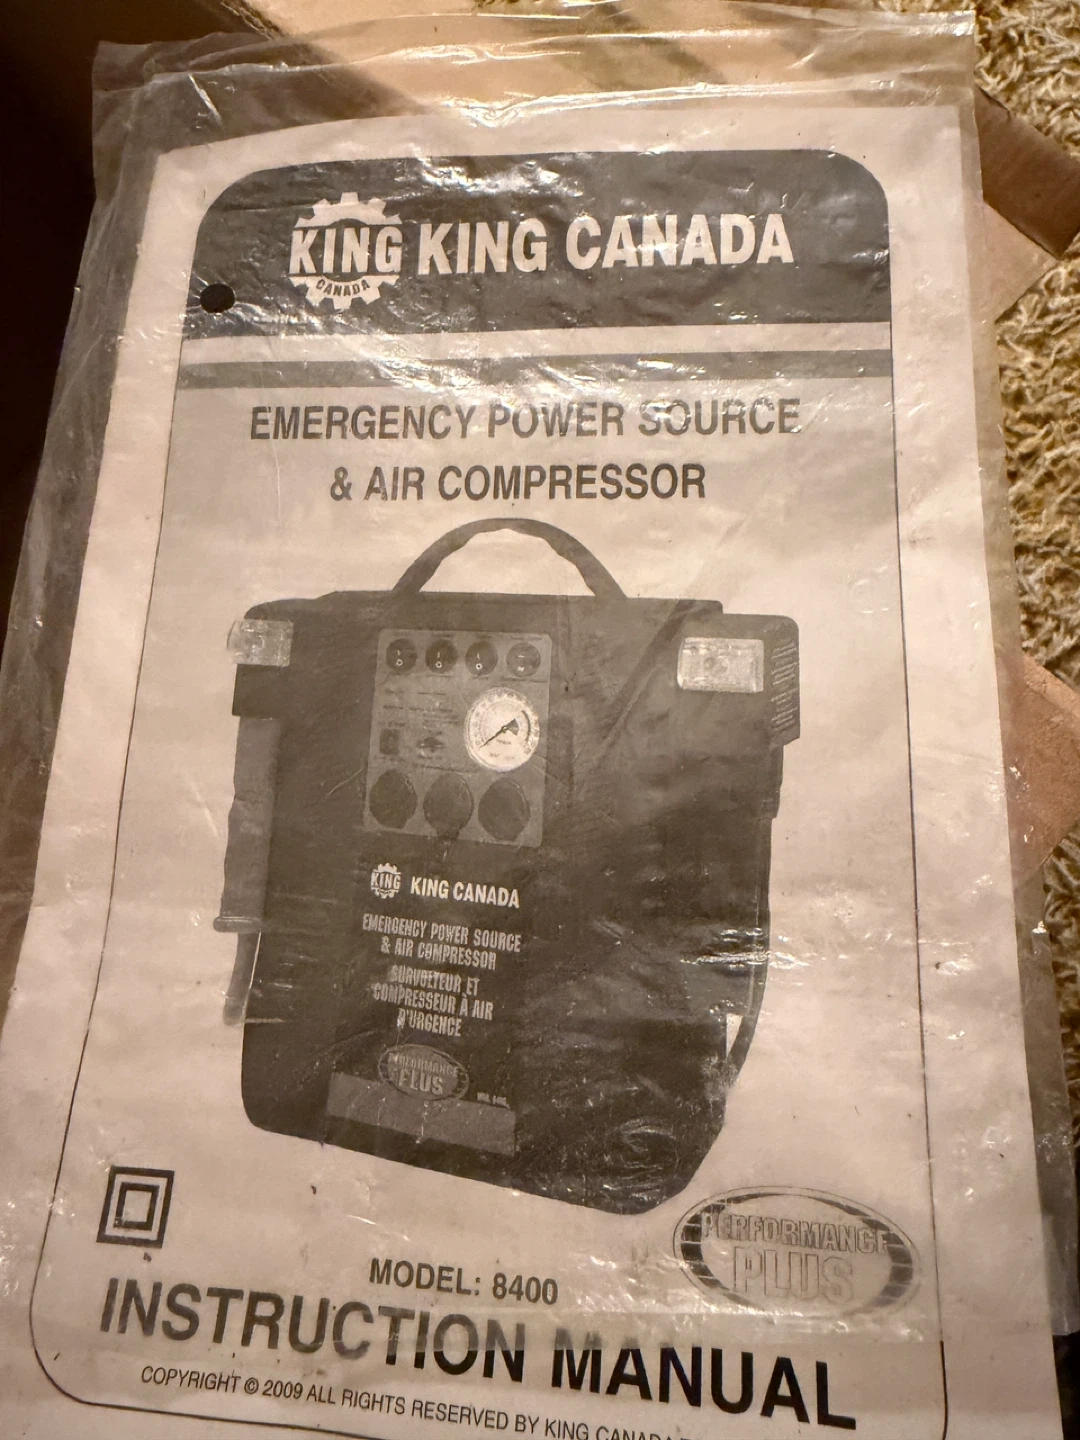 KING CANADA KING CANADA
EMERGENCY POWER SOURCE
& AIR COMPRESSOR
KING KING CANADA
EMERGENCY POWER SOURCE
& AIR COMPRESSOR
SURVOLTEUR ET
COMPRESSEUR À AIR
D'URGENCE
PERFORMANCE
PLUS
PERFORMANCE
PLUS
MODEL: 8400
INSTRUCTION MANUAL
COPYRIGHT © 2009 ALL RIGHTS RESERVED BY KING CANADA